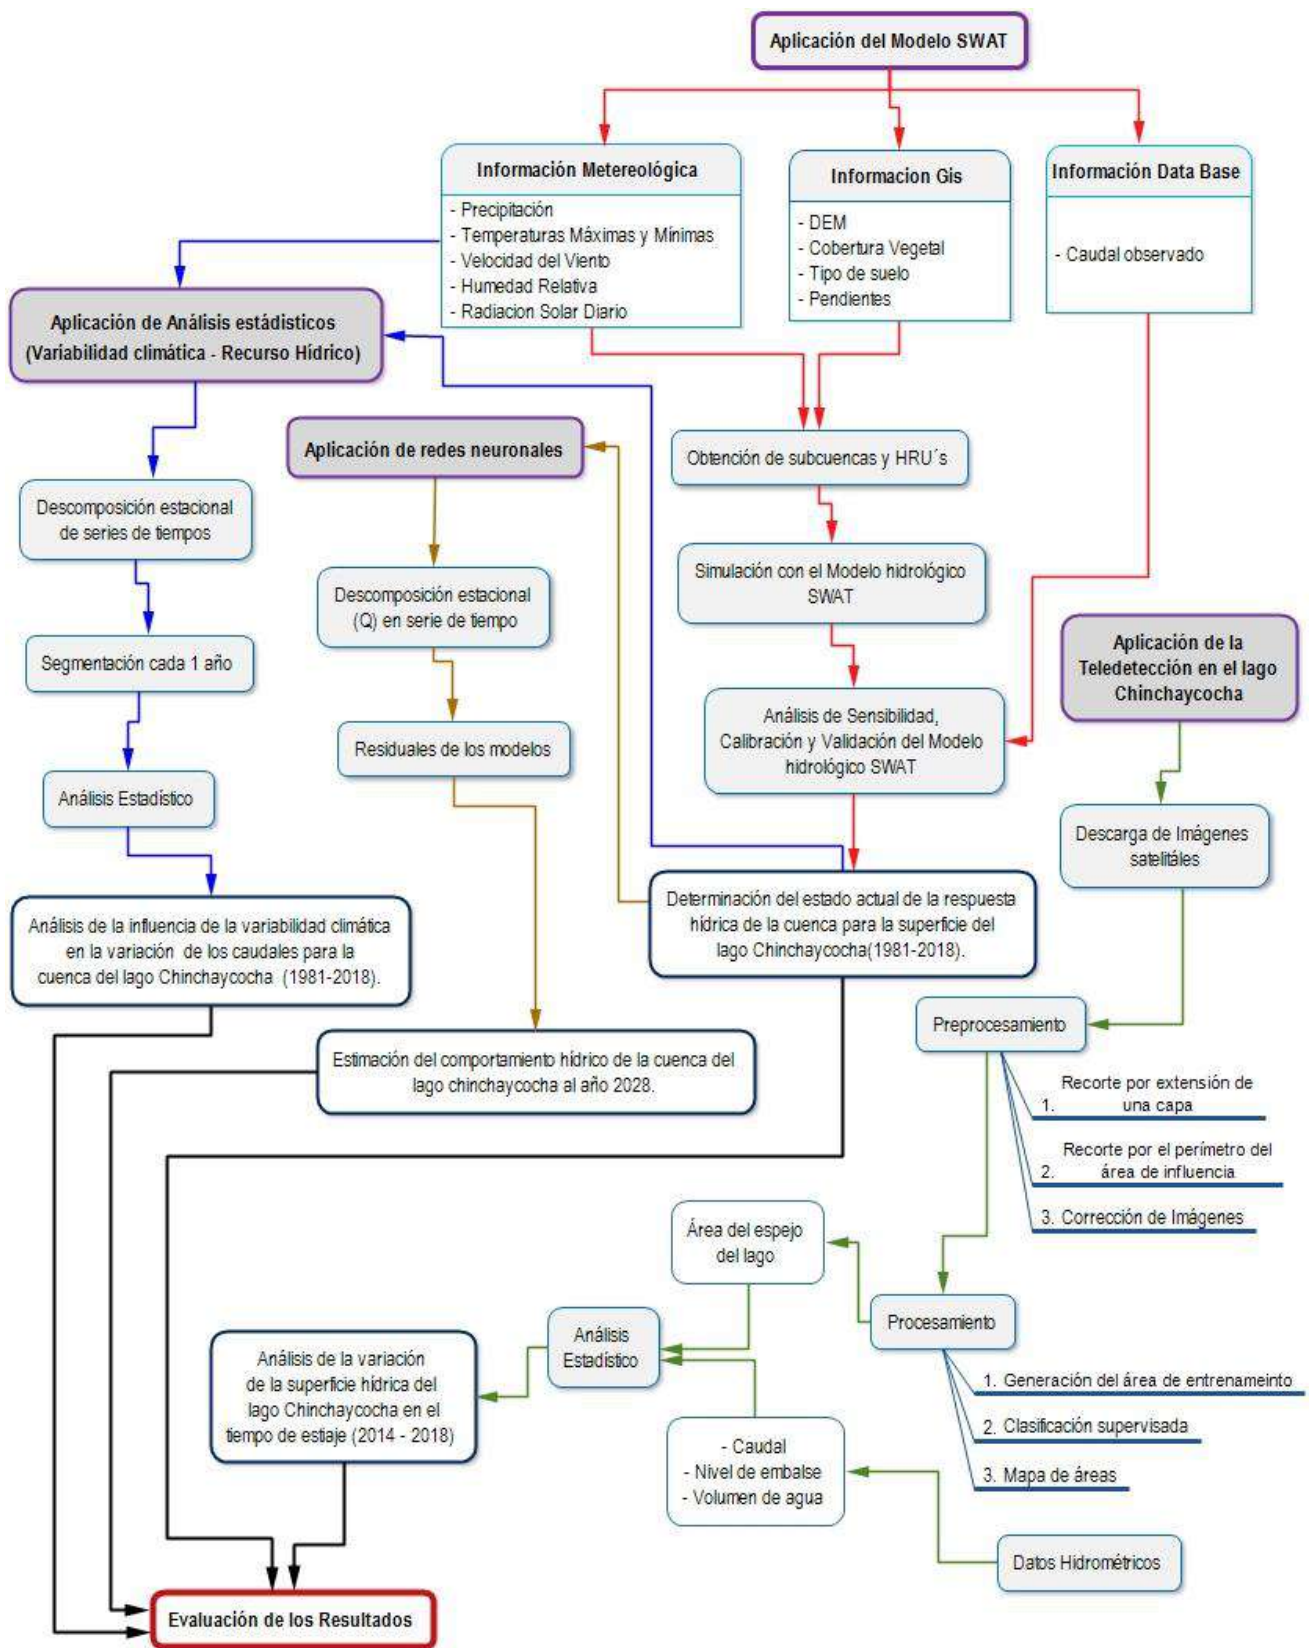 Aplicación del Modelo SWAT
Información Metereológica
- Precipitación
- Temperaturas Máximas y Mínimas
- Velocidad del Viento
- Humedad Relativa
- Radiacion Solar Diario
Informacion Gis
- DEM
- Cobertura Vegetal
- Tipo de suelo
- Pendientes
Información Data Base
- Caudal observado
Aplicación de Análisis estádisticos
(Variabilidad climática - Recurso Hídrico)
Aplicación de redes neuronales
Obtención de subcuencas y HRU´s
Descomposición estacional
de series de tiempos
Simulación con el Modelo hidrológico
SWAT
Descomposición estacional
(Q) en serie de tiempo
Segmentación cada 1 año
Aplicación de la
Teledetección en el lago
Chinchaycocha
Análisis de Sensibilidad,
Calibración y Validación del Modelo
hidrológico SWAT
Residuales de los modelos
Análisis Estadístico
Descarga de Imágenes
satelitáles
Análisis de la influencia de la variabilidad climática
en la variación de los caudales para la
cuenca del lago Chinchaycocha (1981-2018).
Determinación del estado actual de la respuesta
hídrica de la cuenca para la superficie del
lago Chinchaycocha(1981-2018).
Preprocesamiento
Estimación del comportamiento hídrico de la cuenca del
lago chinchaycocha al año 2028.
Recorte por extensión de
1. una capa
Recorte por el perímetro del
2. área de influencia
3. Corrección de Imágenes
Área del espejo
del lago
Procesamiento
Análisis
Estadístico
Análisis de la variación
de la superficie hídrica del
lago Chinchaycocha en el
tiempo de estiaje (2014 - 2018)
1. Generación del área de entrenameinto
2. Clasificación supervisada
3. Mapa de áreas
- Caudal
- Nivel de embalse
- Volumen de agua
Datos Hidrométricos
Evaluación de los Resultados